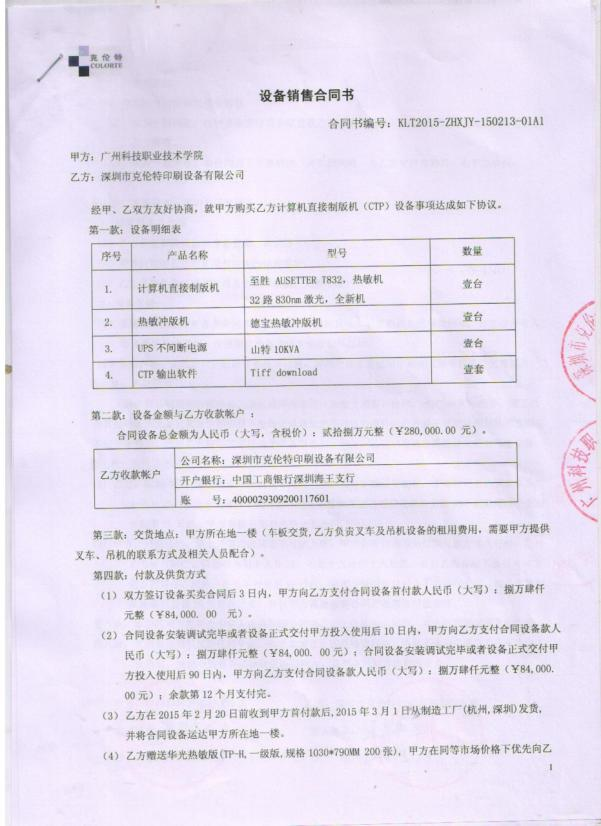 克伦特
COLORTE
设备销售合同书
合同书编号：KLT2015-ZHXJY-150213-01A1
甲方：广州科技职业技术学院
乙方：深圳市克伦特印刷设备有限公司
经甲、乙双方友好协商，就甲方购买乙方计算机直接制版机（CTP）设备事项达成如下协议。
第一款：设备明细表
序号 产品名称 型号 数量
1. 计算机直接制版机 至胜 AUSETTER T832，热敏机 壹台
32 路 830nm 激光，全新机
2. 热敏冲版机 德宝热敏冲版机 壹台
3. UPS 不间断电源 山特 10KVA 壹台
4. CTP 输出软件 Tiff download 壹套
第二款：设备金额与乙方收款帐户：
合同设备总金额为人民币（大写，含税价）：贰拾捌万元整（￥280,000.00 元）。
乙方收款帐户
公司名称：深圳市克伦特印刷设备有限公司
开户银行：中国工商银行深圳海王支行
账 号：4000029309200117601
第三款：交货地点：甲方所在地一楼（车板交货,乙方负责叉车及吊机设备的租用费用，需要甲方提供
叉车、吊机的联系方式及相关人员配合）。
第四款：付款及供货方式
（1） 双方签订设备买卖合同后 3 日内，甲方向乙方支付合同设备首付款人民币（大写）：捌万肆仟
元整（￥84,000. 00 元）。
（2） 合同设备安装调试完毕或者设备正式交付甲方投入使用后 10 日内，甲方向乙方支付合同设备款人
民币（大写）：捌万肆仟元整（￥84,000. 00 元）；合同设备安装调试完毕或者设备正式交付甲
方投入使用后 90 日内，甲方向乙方支付合同设备款人民币（大写）：捌万肆仟元整（￥84,000.
00 元）；余款第 12 个月支付完。
（3） 乙方在 2015 年 2 月 20 日前收到甲方首付款后,2015 年 3 月 1 日从制造工厂(杭州,深圳)发货,
并将合同设备运达甲方所在地一楼。
（4） 乙方赠送华光热敏版(TP-H,一级版,规格 1030*790MM 200 张)，甲方在同等市场价格下优先向乙
1
深圳市克
广州科技职